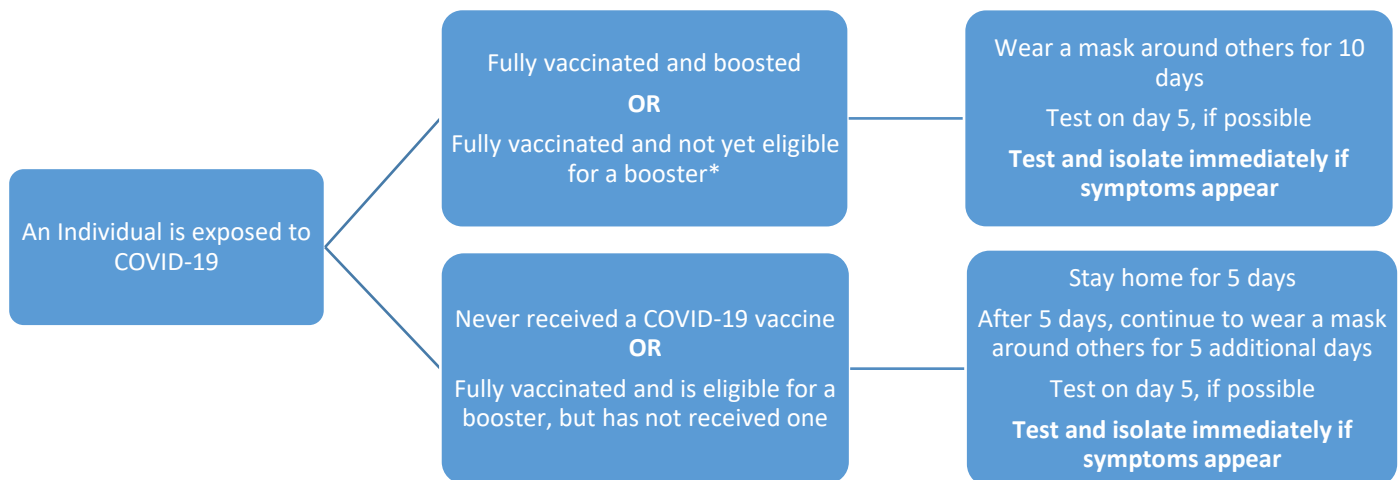 An Individual is exposed to
COVID-19
Fully vaccinated and boosted
OR
Fully vaccinated and not yet eligible
for a booster*
Wear a mask around others for 10
days
Test on day 5, if possible
Test and isolate immediately if
symptoms appear
Never received a COVID-19 vaccine
OR
Fully vaccinated and is eligible for a
booster, but has not received one
Stay home for 5 days
After 5 days, continue to wear a mask
around others for 5 additional days
Test on day 5, if possible
Test and isolate immediately if
symptoms appear